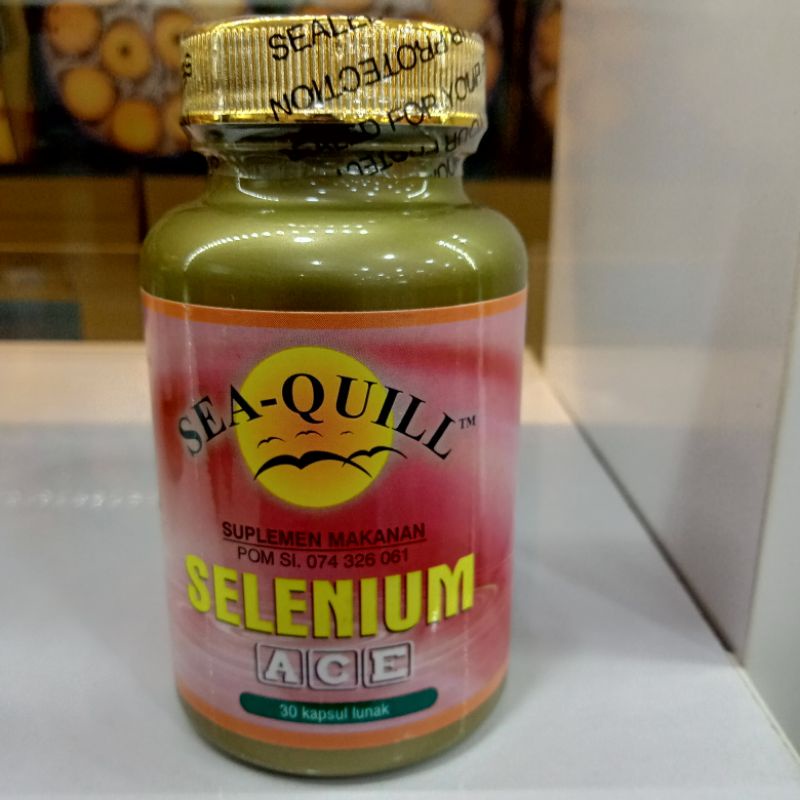 SEALED
PROTECTION
FOR YOUR
SEA-QUILL™
SUPLEMEN MAKANAN
POM SI. 074 326 061
SELENIUM
ACE
30 kapsul lunak